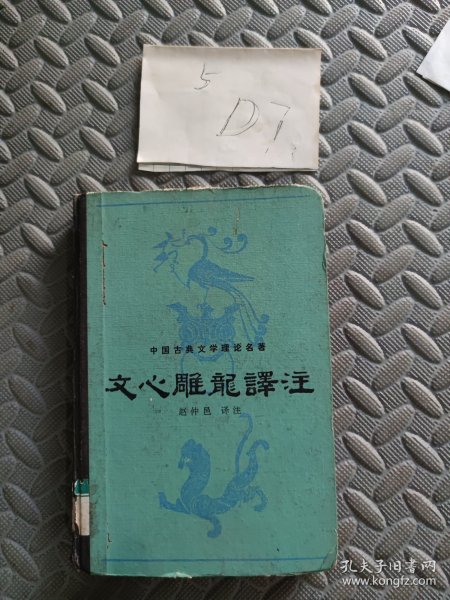 5
D7
中国古典文学理论名著
文心雕龍譯注
赵仲邑 译注
孔夫子旧书网
www.kongfz.com